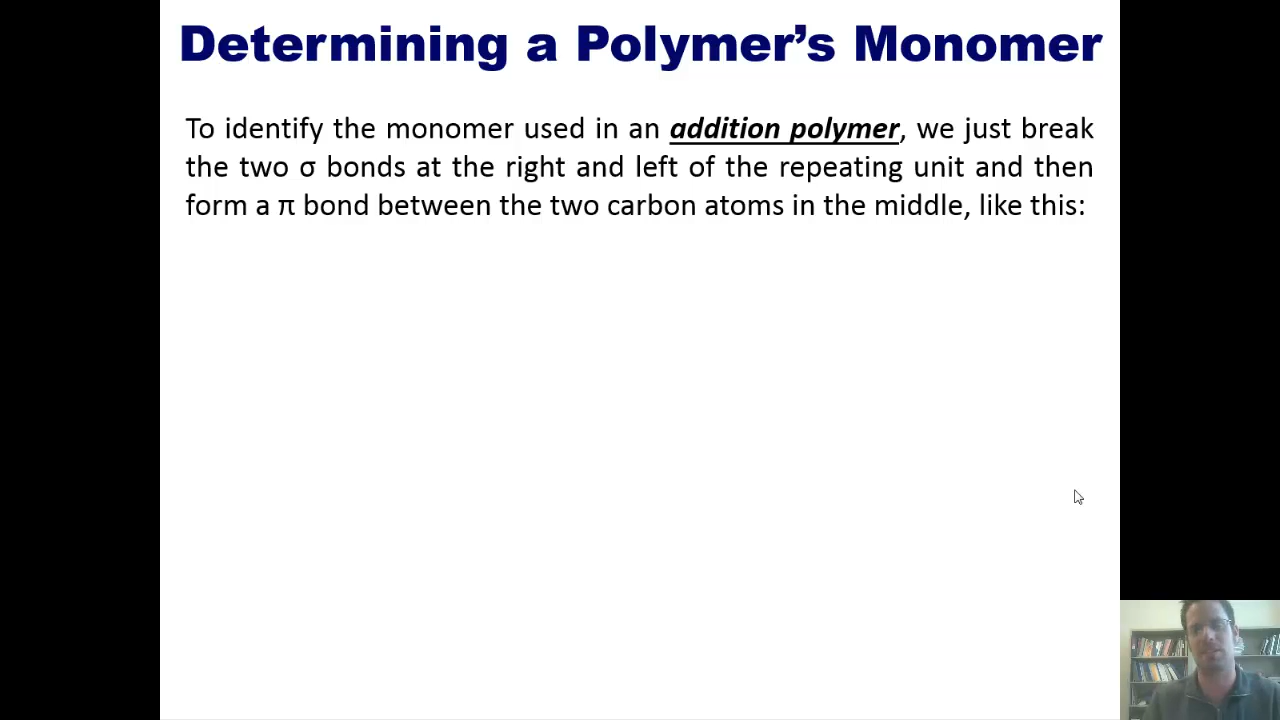 Determining a Polymer’s Monomer
To identify the monomer used in an addition polymer, we just break
the two σ bonds at the right and left of the repeating unit and then
form a π bond between the two carbon atoms in the middle, like this: